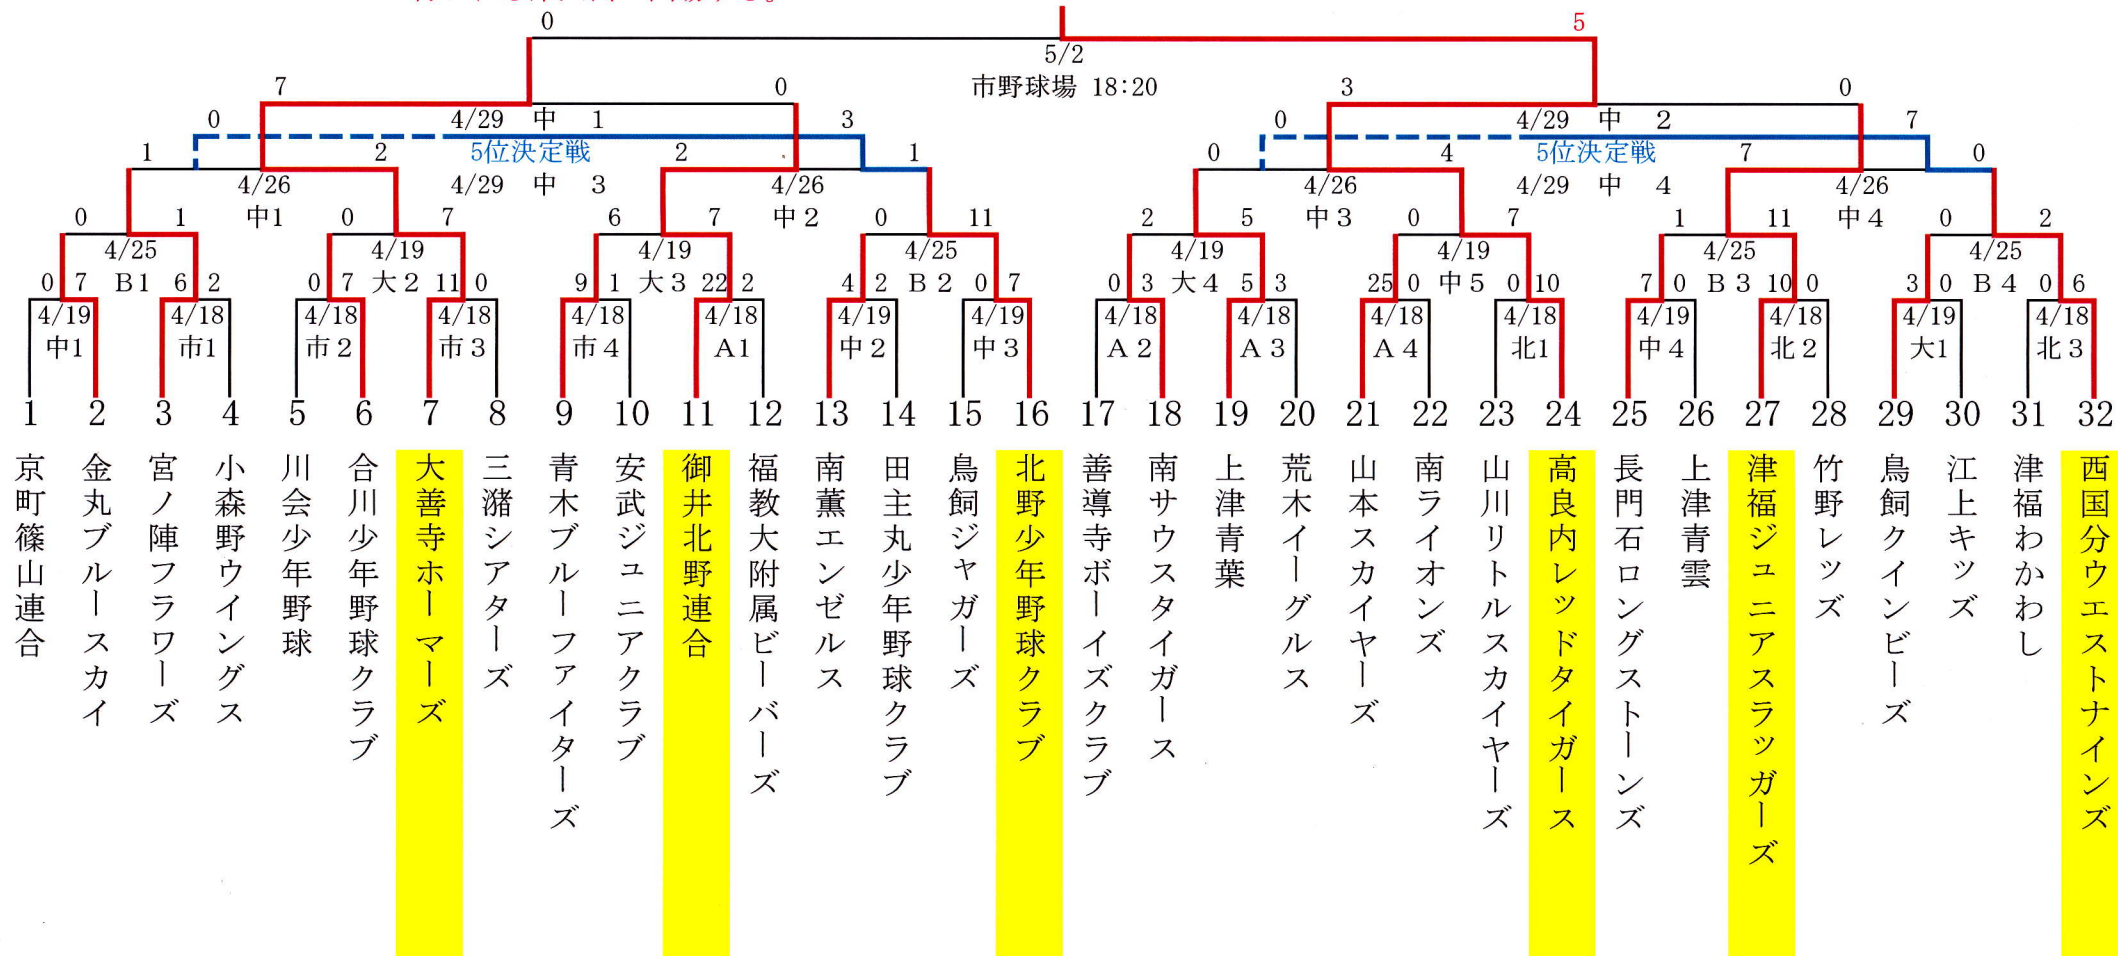 0 5
5/2
市野球場 18:20
7 0 3 0
4/29 中 1 4/29 中 2
0 3 0 7
5位決定戦 5位決定戦
1 2 2 1 0 4 7 0
4/29 中 3 4/29 中 4
4/26 4/26 4/26 4/26
中1 中2 中3 中4
0 1 0 7 6 7 0 11 2 5 0 7 1 11 0 2
4/25 4/19 4/19 4/25 4/19 4/19 4/25 4/25
B1 大2 大3 B2 大4 中5 B3 B4
0 7 6 2 0 7 11 0 9 1 22 2 4 2 0 7 0 3 5 3 25 0 0 10 7 0 10 0 3 0 0 6
4/19 4/18 4/18 4/18 4/18 4/18 4/19 4/19 4/18 4/18 4/18 4/18 4/19 4/18 4/19 4/18
中1 市1 市2 市3 市4 A1 中2 中3 A2 A3 A4 北1 中4 北2 大1 北3
1 2 3 4 5 6 7 8 9 10 11 12 13 14 15 16 17 18 19 20 21 22 23 24 25 26 27 28 29 30 31 32
京町篠山連合
金丸ブルースカイ
宮ノ陣フラワーズ
小森野ウイングス
川会少年野球
合川少年野球クラブ
大善寺ホーマーズ
三潴シアターズ
青木ブルーファイターズ
安武ジュニアクラブ
御井北野連合
福教大附属ビーバーズ
南薫エンゼルス
田主丸少年野球クラブ
鳥飼ジャガーズ
北野少年野球クラブ
善導寺ボーイズクラブ
南サウスタイガース
上津青葉
荒木イーグルス
山本スカイヤーズ
南ライオンズ
山川リトルスカイヤーズ
高良内レッドタイガース
長門石ロングストーンズ
上津青雲
津福ジュニアスラッガーズ
竹野レッズ
鳥飼クインビーズ
江上キッズ
津福わかわし
西国分ウエストナインズ